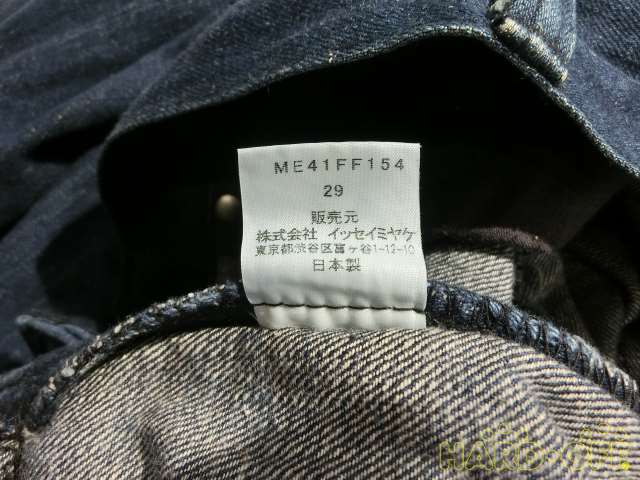 ME41FF154
29
販売元
株式会社 イッセイミヤケ
東京都渋谷区富ヶ谷1-12-10
日本製
HARD-OFF